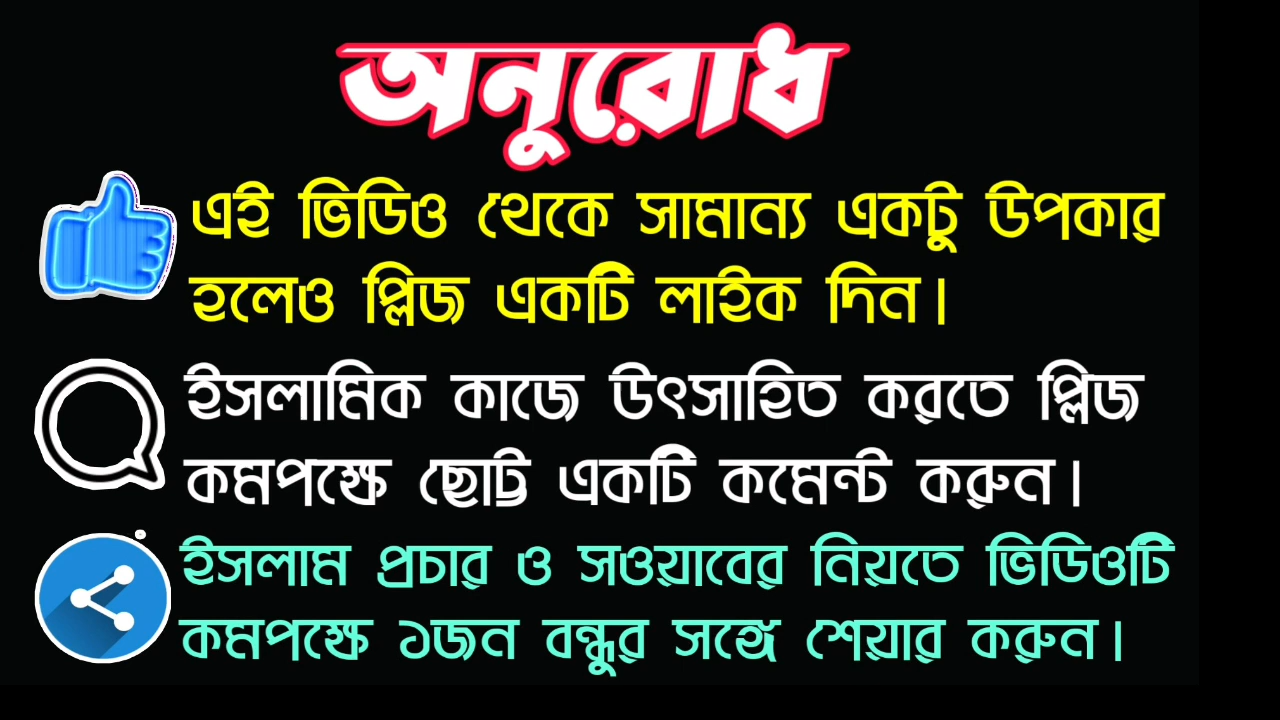 অনুরোধ
এই ভিডিও থেকে সামান্য একটু উপকার
হলেও প্লিজ একটি লাইক দিন।
ইসলামিক কাজে উৎসাহিত করতে প্লিজ
কমপক্ষে ছোট্ট একটি কমেন্ট করুন।
ইসলাম প্রচার ও সওয়াবের নিয়তে ভিডিওটি
কমপক্ষে ১জন বন্ধুর সঙ্গে শেয়ার করুন।